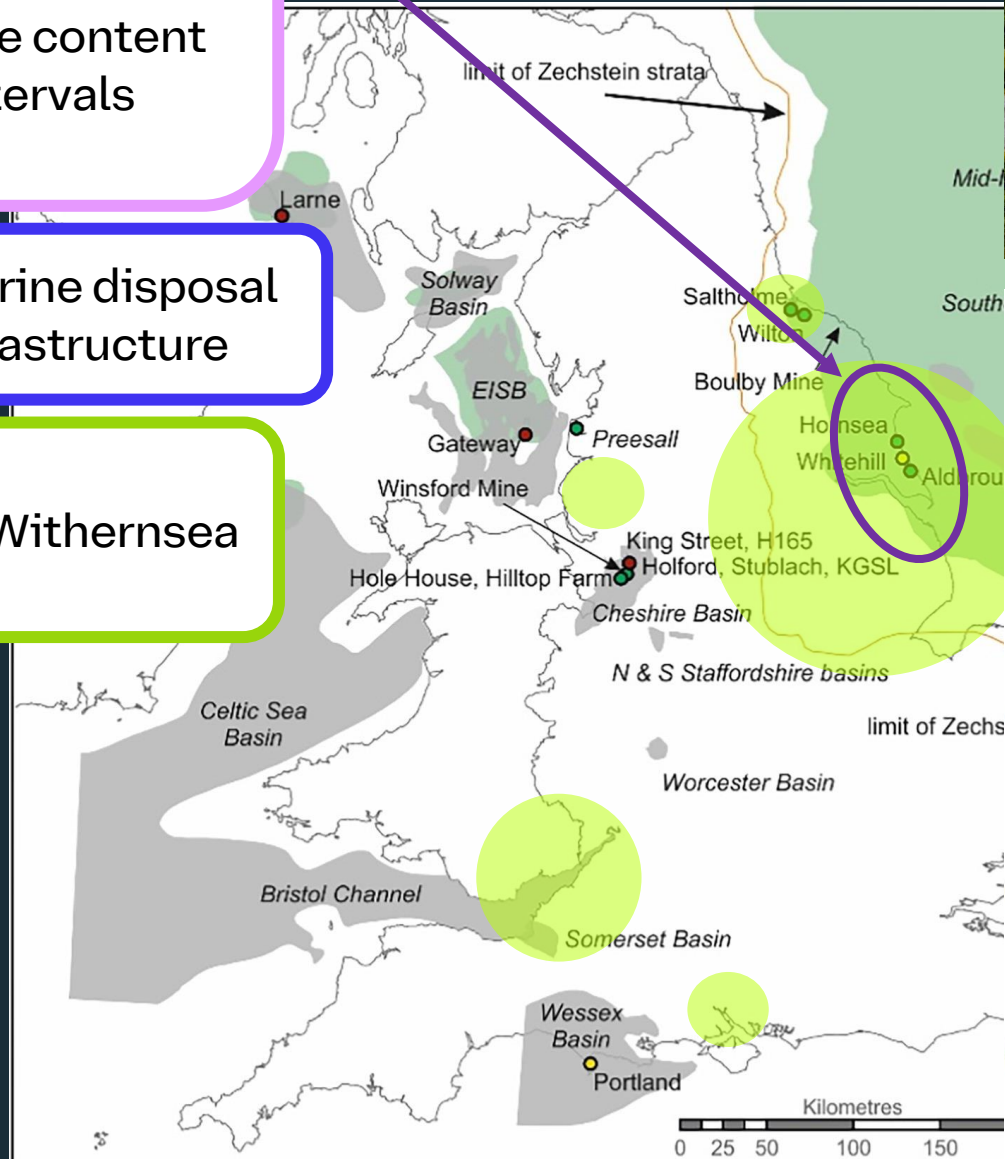 e content
tervals
rine disposal
astructure
Withernsea
limit of Zechstein strata
Mid-
Larne
Solway
Basin
Saltholme
South
Wilton
EISB
Boulby Mine
Hornsea
Gateway
Preesall
Whitehill
Aldbrou
Winsford Mine
King Street, H165
Holford, Stublach, KGSL
Hole House, Hilltop Farm
Cheshire Basin
N & S Staffordshire basins
Celtic Sea
Basin
limit of Zechs
Worcester Basin
Bristol Channel
Somerset Basin
Wessex
Basin
Portland
Kilometres
0 25 50 100 150